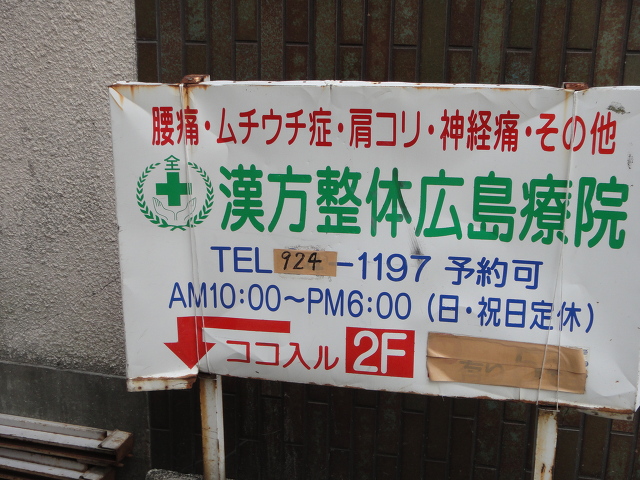 腰痛・ムチウチ症・肩コリ・神経痛・その他
全
漢方整体広島療院
TEL 924-1197 予約可
AM10:00～PM6:00 (日・祝日定休)
ココ入ル 2F